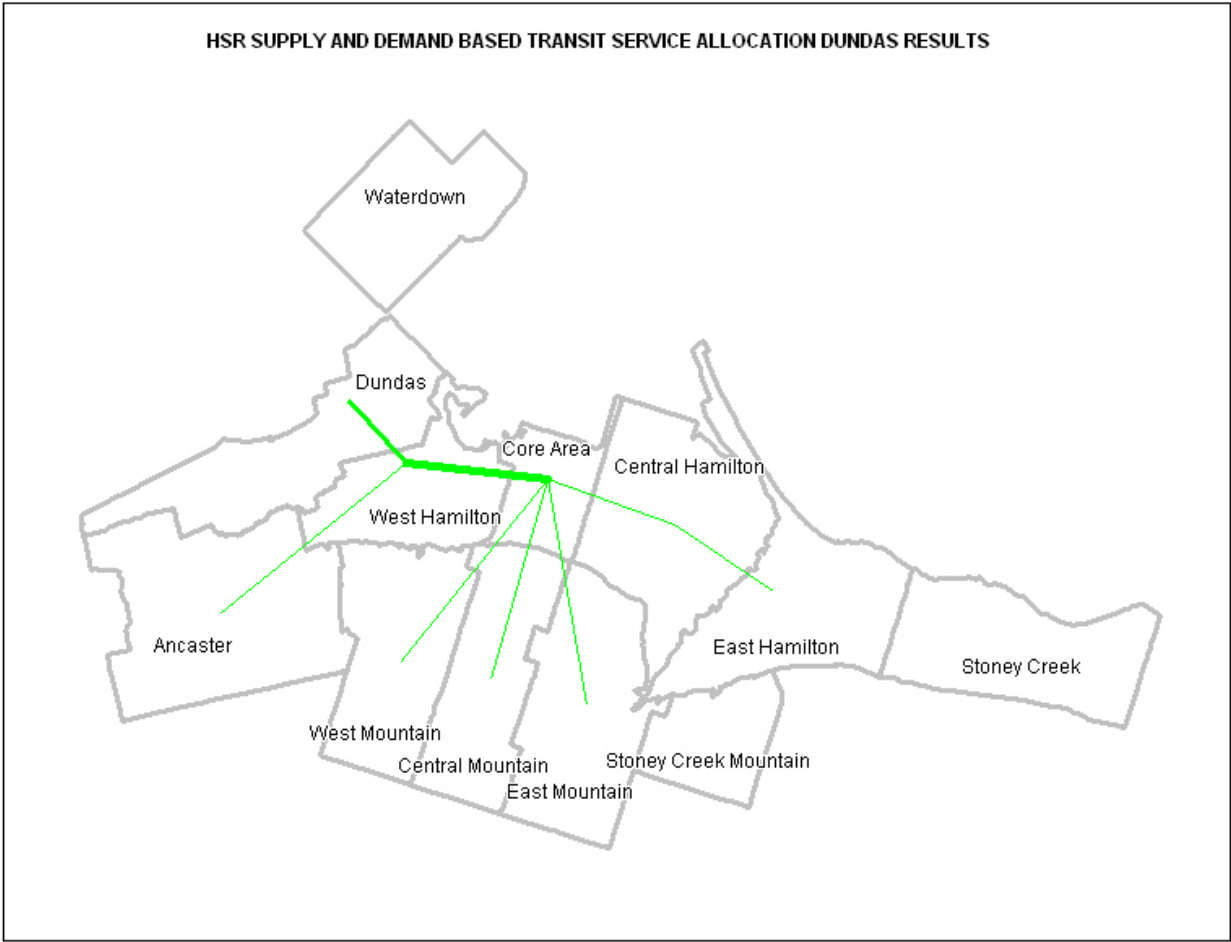 HSR SUPPLY AND DEMAND BASED TRANSIT SERVICE ALLOCATION DUNDAS RESULTS
Waterdown
Dundas
Core Area
Central Hamilton
West Hamilton
Ancaster
East Hamilton
Stoney Creek
West Mountain
Central Mountain
Stoney Creek Mountain
East Mountain